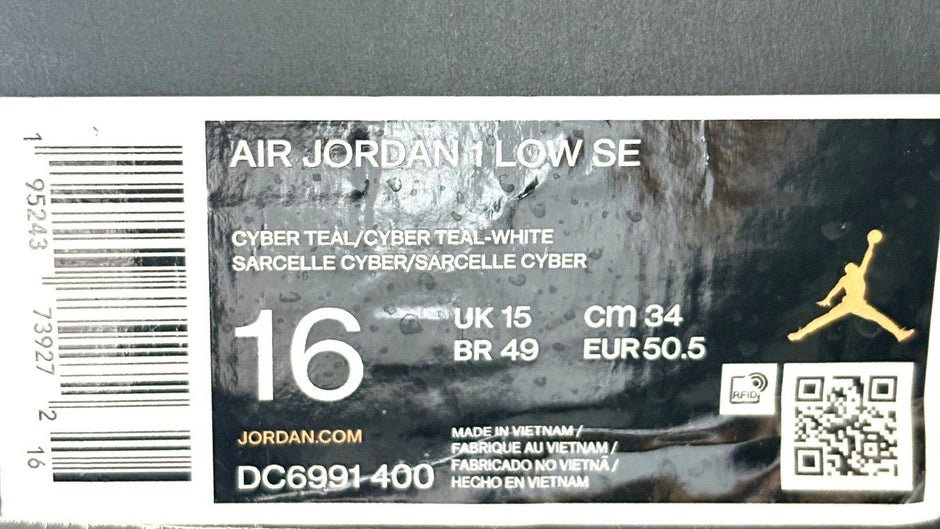 AIR JORDAN 1 LOW SE
CYBER TEAL/CYBER TEAL-WHITE
SARCELLE CYBER/SARCELLE CYBER
16
UK 15
cm 34
BR 49
EUR 50.5
JORDAN.COM
DC6991 400
MADE IN VIETNAM /
FABRIQUE AU VIETNAM /
FABRICADO NO VIETNÃ /
HECHO EN VIETNAM
RFID
1 95243 73927 2 16